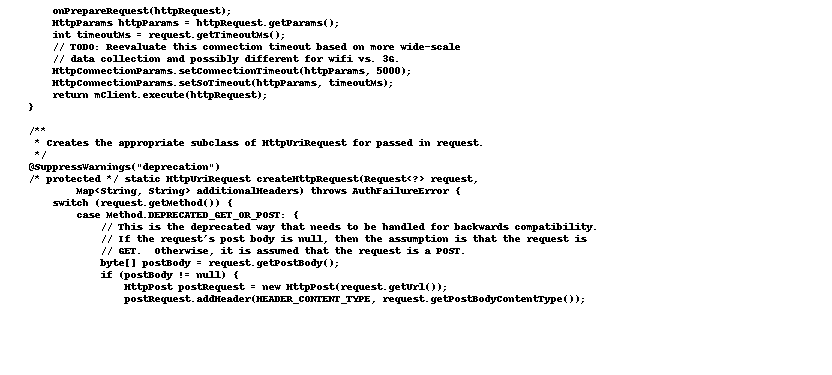 onPrepareRequest(httpRequest);
HttpParams httpParams = httpRequest.getParams();
int timeoutMs = request.getTimeoutMs();
// TODO: Reevaluate this connection timeout based on more wide-scale
// data collection and possibly different for wifi vs. 3G.
HttpConnectionParams.setConnectionTimeout(httpParams, 5000);
HttpConnectionParams.setSoTimeout(httpParams, timeoutMs);
return mClient.execute(httpRequest);
}
/**
* Creates the appropriate subclass of HttpUriRequest for passed in request.
*/
@SuppressWarnings("deprecation")
/* protected */ static HttpUriRequest createHttpRequest(Request<?> request,
Map<String, String> additionalHeaders) throws AuthFailureError {
switch (request.getMethod()) {
case Method.DEPRECATED_GET_OR_POST: {
// This is the deprecated way that needs to be handled for backwards compatibility.
// If the request's post body is null, then the assumption is that the request is
// GET.  Otherwise, it is assumed that the request is a POST.
byte[] postBody = request.getPostBody();
if (postBody != null) {
HttpPost postRequest = new HttpPost(request.getUrl());
postRequest.addHeader(HEADER_CONTENT_TYPE, request.getPostBodyContentType());